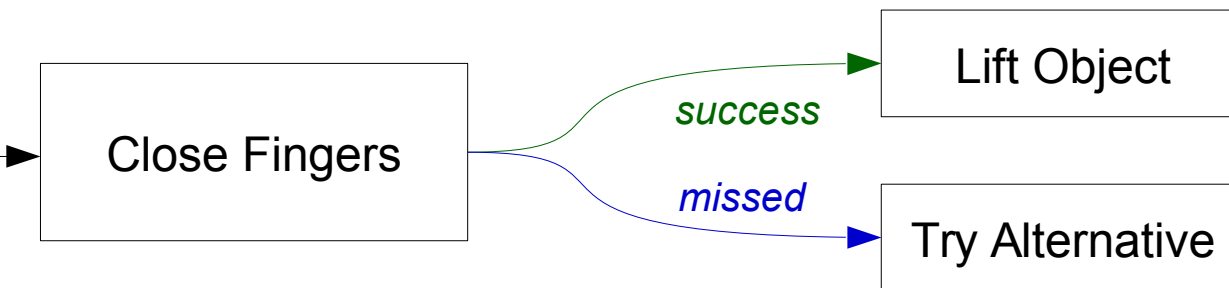 Close Fingers
success
Lift Object
missed
Try Alternative